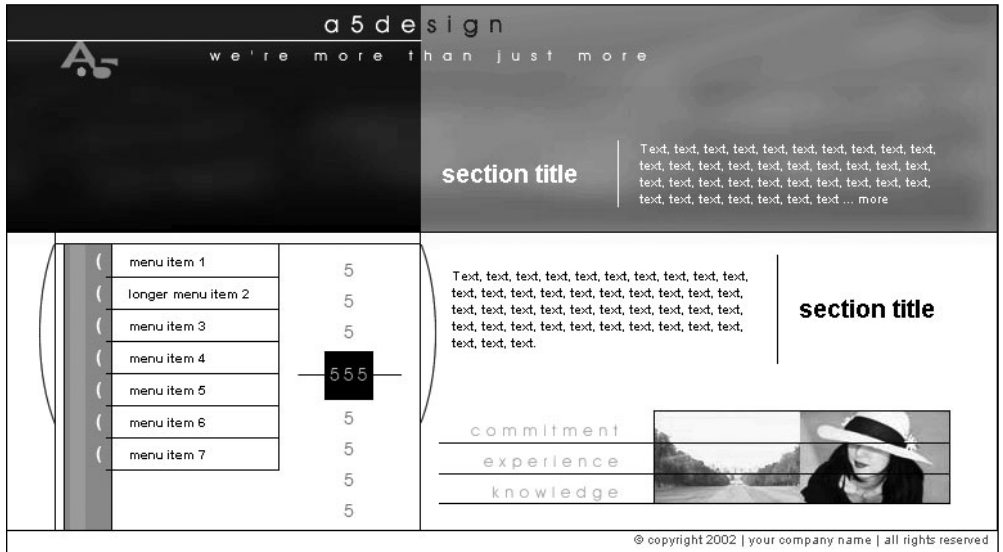 a5design
A5
we're more than just more
section title
Text, text, text, text, text, text, text, text, text, text,
text, text, text, text, text, text, text, text, text, text,
text, text, text, text, text, text, text, text, text, text,
text, text, text, text, text, text, text ... more
( menu item 1
( longer menu item 2
( menu item 3
( menu item 4
( menu item 5
( menu item 6
( menu item 7
5
5
5
555
5
5
5
5
Text, text, text, text, text, text, text, text, text, text,
text, text, text, text, text, text, text, text, text, text,
text, text, text, text, text, text, text, text, text, text,
text, text, text, text, text, text, text, text, text, text,
text, text, text.
section title
commitment
experience
knowledge
© copyright 2002 | your company name | all rights reserved